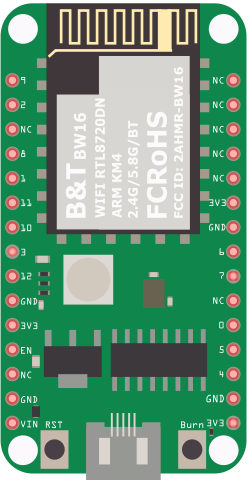 B&T BW16
WIFI RTL8720DN
ARM KM4
2.4G/5.8G/BT
FCRoHS
FCC ID: 2AHMR-BW16
9
2
NC
8
1
11
10
3
12
GND
3V3
EN
NC
GND
VIN
NC
NC
NC
NC
NC
3V3
GND
6
7
NC
0
5
4
GND
3V3
RST
Burn